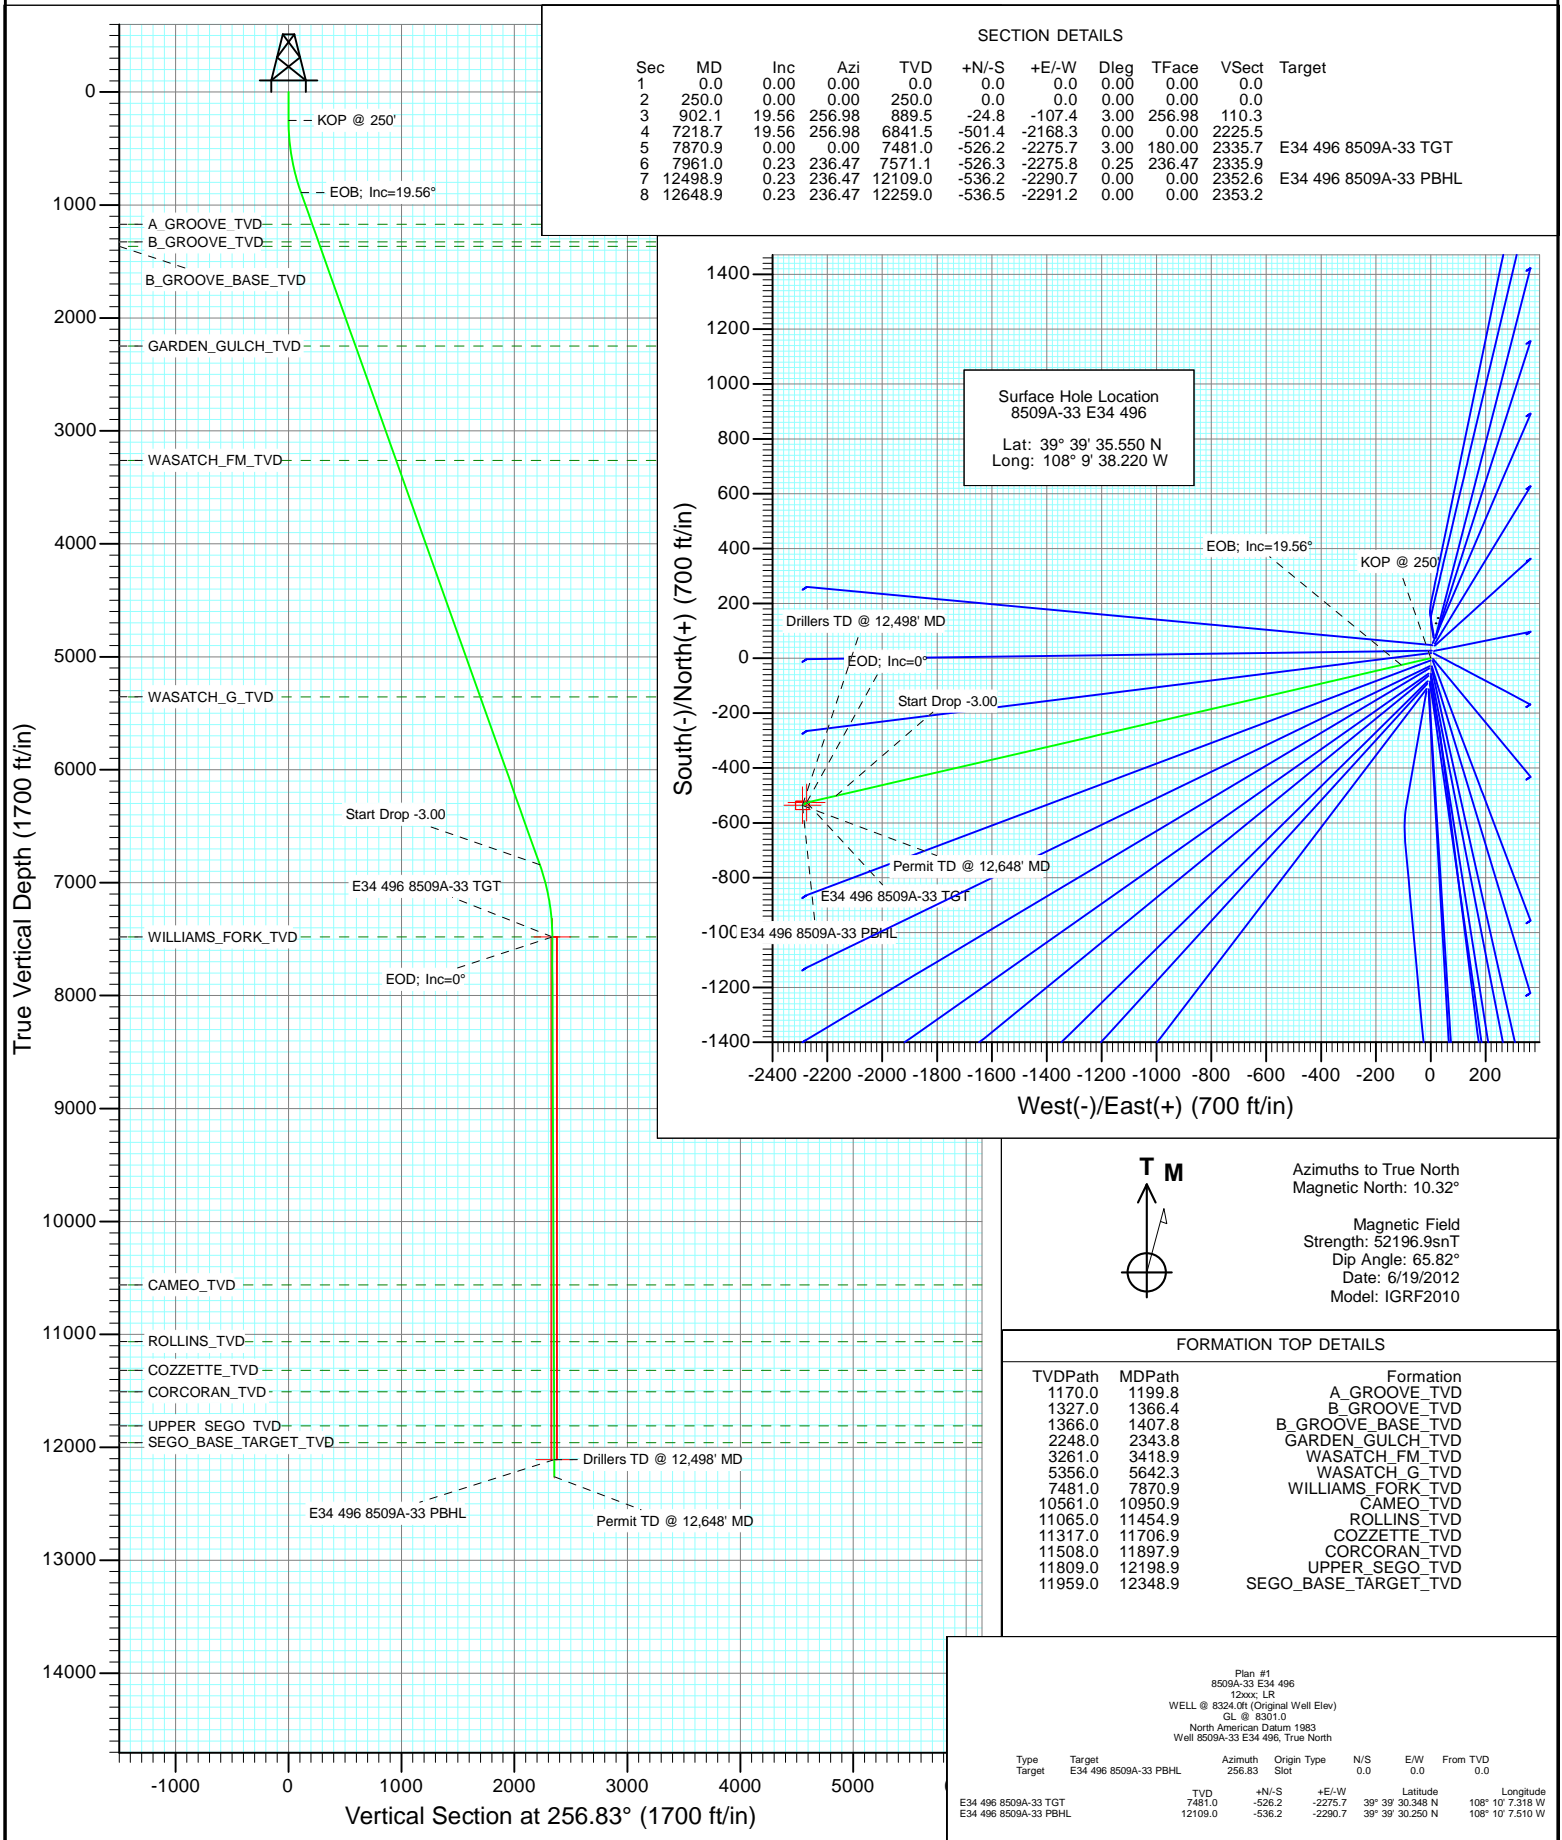 SECTION DETAILS
Sec MD Inc Azi TVD +N/-S +E/-W Dleg TFace VSect Target
1 0.0 0.00 0.00 0.0 0.0 0.0 0.00 0.00 0.0
2 250.0 0.00 0.00 250.0 0.0 0.0 0.00 0.00 0.0
3 902.1 19.56 256.98 889.5 -24.8 -107.4 3.00 256.98 110.3
4 7218.7 19.56 256.98 6841.5 -501.4 -2168.3 0.00 0.00 2225.5
5 7870.9 0.00 0.00 7481.0 -526.2 -2275.7 3.00 180.00 2335.7 E34 496 8509A-33 TGT
6 7961.0 0.23 236.47 7571.1 -526.3 -2275.8 0.25 236.47 2335.9
7 12498.9 0.23 236.47 12109.0 -536.2 -2290.7 0.00 0.00 2352.6 E34 496 8509A-33 PBHL
8 12648.9 0.23 236.47 12259.0 -536.5 -2291.2 0.00 0.00 2353.2
True Vertical Depth (1700 ft/in)
0
1000
2000
3000
4000
5000
6000
7000
8000
9000
10000
11000
12000
13000
14000
KOP @ 250'
EOB; Inc=19.56°
A_GROOVE_TVD
B_GROOVE_TVD
B_GROOVE_BASE_TVD
GARDEN_GULCH_TVD
WASATCH_FM_TVD
WASATCH_G_TVD
Start Drop -3.00
E34 496 8509A-33 TGT
WILLIAMS_FORK_TVD
EOD; Inc=0°
CAMEO_TVD
ROLLINS_TVD
COZZETTE_TVD
CORCORAN_TVD
UPPER_SEGO_TVD
SEGO_BASE_TARGET_TVD
Drillers TD @ 12,498' MD
E34 496 8509A-33 PBHL
Permit TD @ 12,648' MD
-1000 0 1000 2000 3000 4000 5000
Vertical Section at 256.83° (1700 ft/in)
South(-)/North(+) (700 ft/in)
1400
1200
1000
800
600
400
200
0
-200
-400
-600
-800
-100
-1200
-1400
Surface Hole Location
8509A-33 E34 496
Lat: 39° 39' 35.550 N
Long: 108° 9' 38.220 W
EOB; Inc=19.56°
KOP @ 250'
Drillers TD @ 12,498' MD
EOD; Inc=0°
Start Drop -3.00
Permit TD @ 12,648' MD
E34 496 8509A-33 TGT
E34 496 8509A-33 PBHL
-2400 -2200 -2000 -1800 -1600 -1400 -1200 -1000 -800 -600 -400 -200 0 200
West(-)/East(+) (700 ft/in)
T M
Azimuths to True North
Magnetic North: 10.32°
Magnetic Field
Strength: 52196.9snT
Dip Angle: 65.82°
Date: 6/19/2012
Model: IGRF2010
FORMATION TOP DETAILS
TVDPath MDPath Formation
1170.0 1199.8 A_GROOVE_TVD
1327.0 1366.4 B_GROOVE_TVD
1366.0 1407.8 B_GROOVE_BASE_TVD
2248.0 2343.8 GARDEN_GULCH_TVD
3261.0 3418.9 WASATCH_FM_TVD
5356.0 5642.3 WASATCH_G_TVD
7481.0 7870.9 WILLIAMS_FORK_TVD
10561.0 10950.9 CAMEO_TVD
11065.0 11454.9 ROLLINS_TVD
11317.0 11706.9 COZZETTE_TVD
11508.0 11897.9 CORCORAN_TVD
11809.0 12198.9 UPPER_SEGO_TVD
11959.0 12348.9 SEGO_BASE_TARGET_TVD
Plan #1
8509A-33 E34 496
12xxx; LR
WELL @ 8324.0ft (Original Well Elev)
GL @ 8301.0
North American Datum 1983
Well 8509A-33 E34 496, True North
Type Target Azimuth Origin Type N/S E/W From TVD
Target E34 496 8509A-33 PBHL 256.83 Slot 0.0 0.0 0.0
TVD +N/-S +E/-W Latitude Longitude
E34 496 8509A-33 TGT 7481.0 -526.2 -2275.7 39° 39' 30.348 N 108° 10' 7.318 W
E34 496 8509A-33 PBHL 12109.0 -536.2 -2290.7 39° 39' 30.250 N 108° 10' 7.510 W